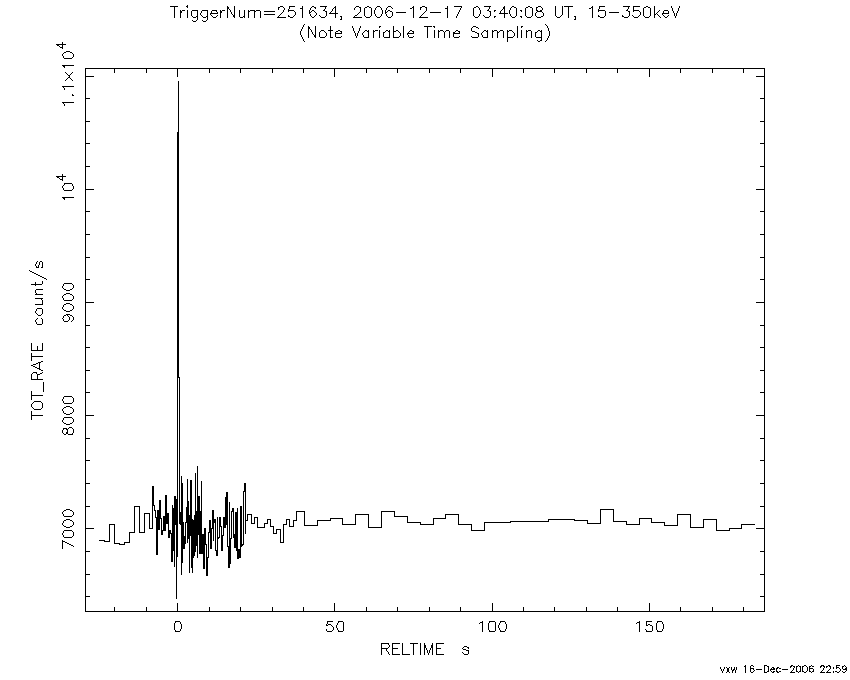 TriggerNum=251634, 2006-12-17 03:40:08 UT, 15-350keV
(Note Variable Time Sampling)
1.1×10⁴
10⁴
9000
8000
7000
TOT_RATE count/s
0 50 100 150
RELTIME s
vxw 16-Dec-2006 22:59